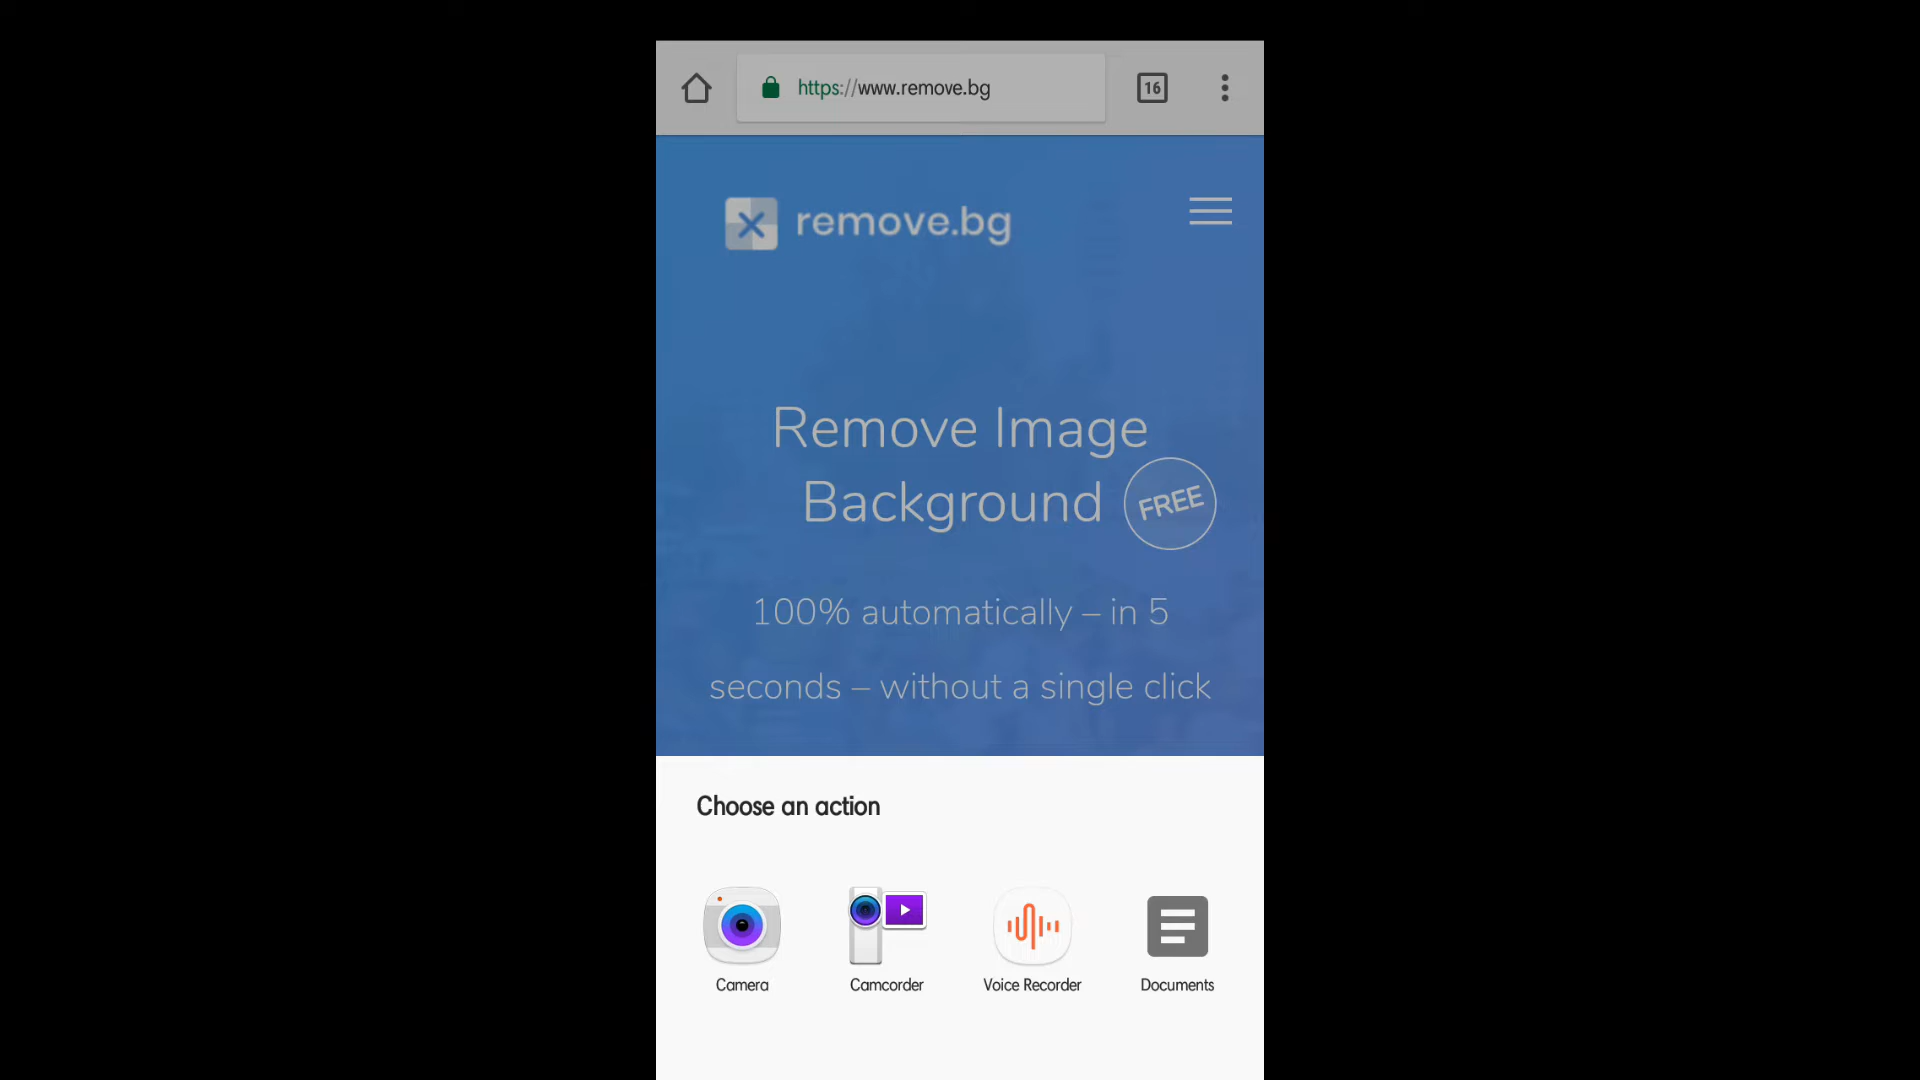 https://www.remove.bg
16
remove.bg
Remove Image
Background
FREE
100% automatically – in 5
seconds – without a single click
Choose an action
Camera
Camcorder
Voice Recorder
Documents